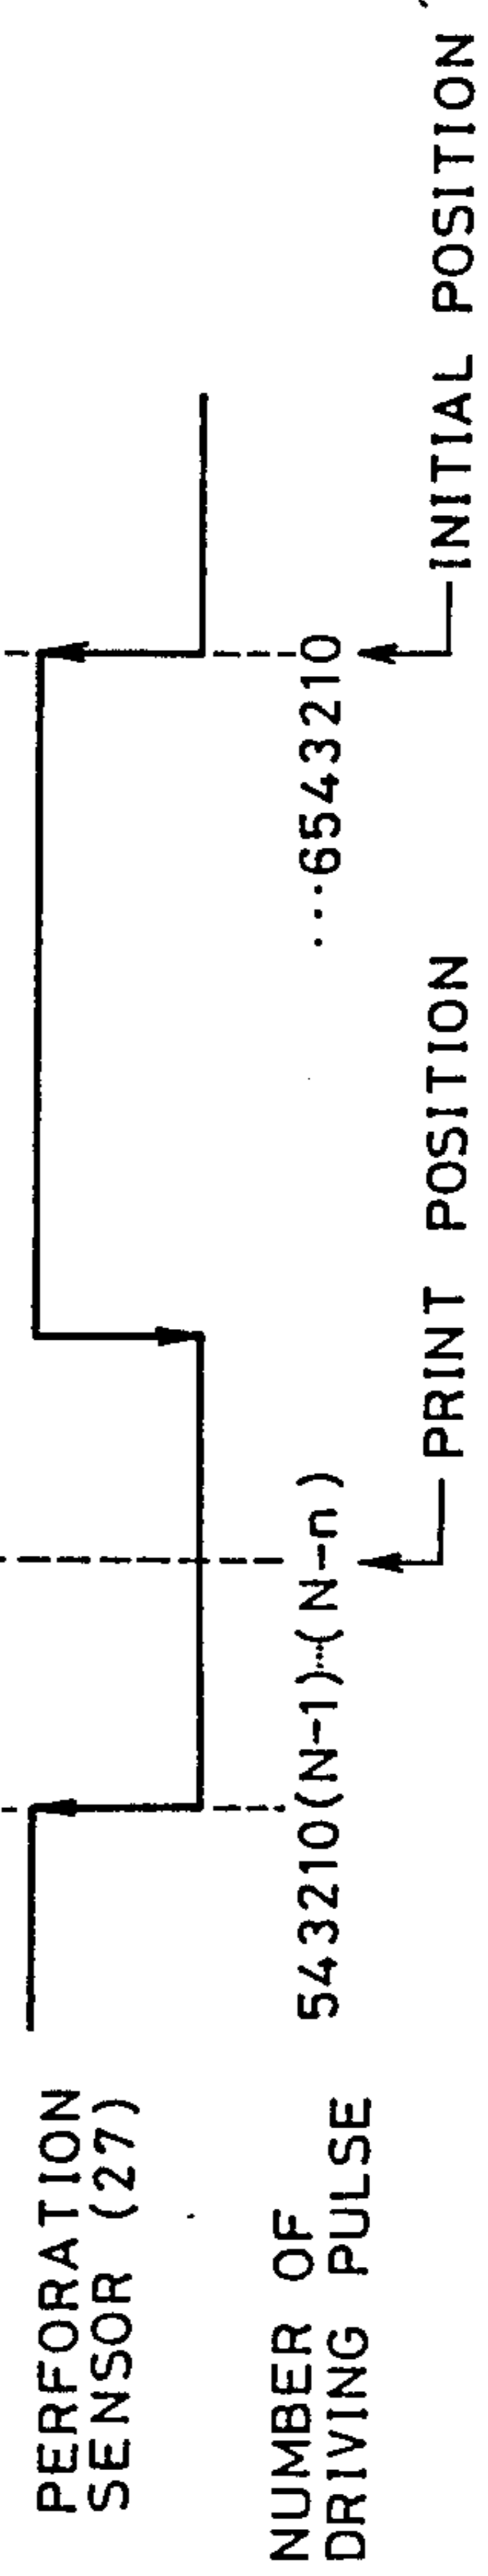 PERFORATION
SENSOR (27)
NUMBER OF
DRIVING PULSE
543210(N-1)···(N-n)
···6543210
PRINT POSITION
INITIAL POSITION